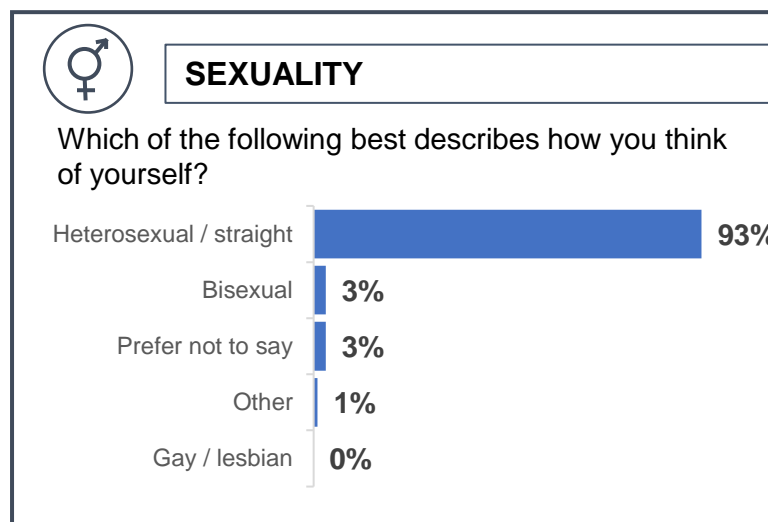 SEXUALITY
Which of the following best describes how you think
of yourself?
Heterosexual / straight 93%
Bisexual 3%
Prefer not to say 3%
Other 1%
Gay / lesbian 0%